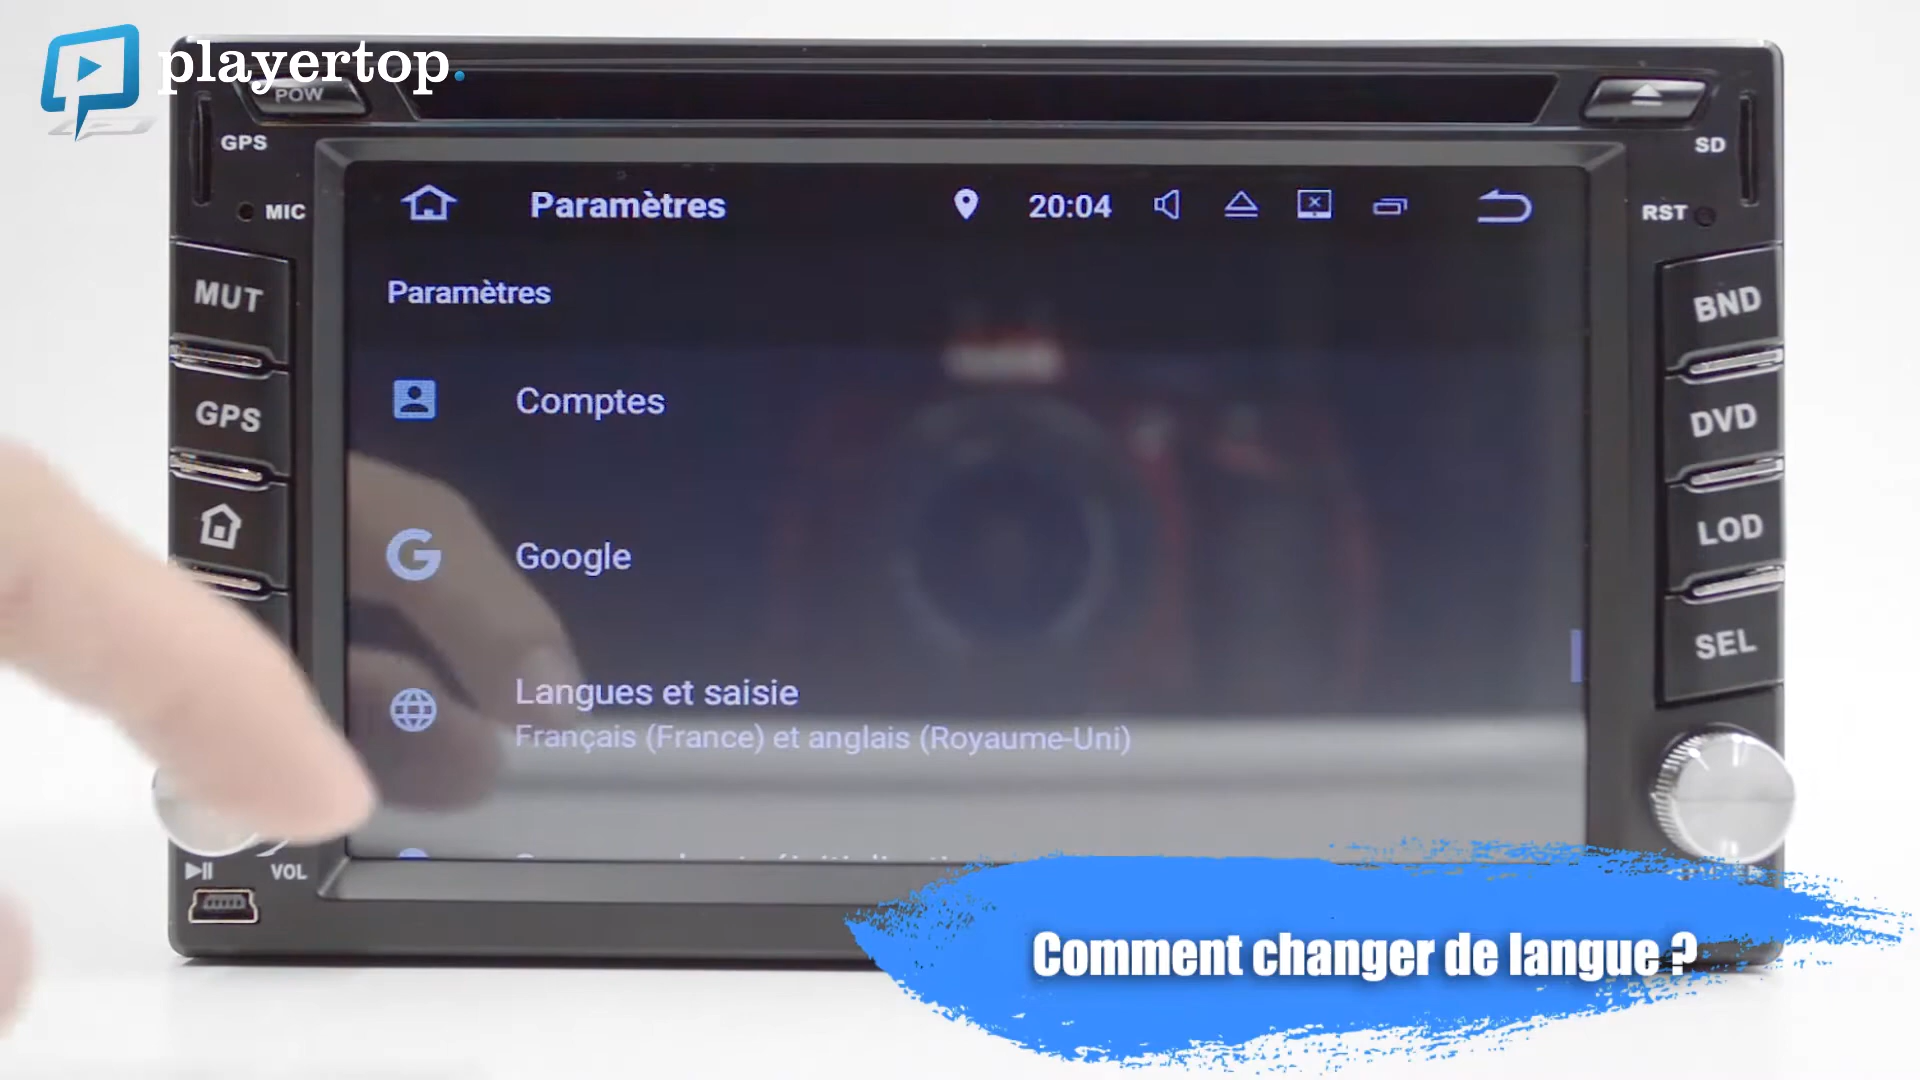 playertop.
POW
GPS
SD
MIC
RST
Paramètres
20:04
MUT
Paramètres
BND
Comptes
GPS
DVD
Google
LOD
SEL
Langues et saisie
Français (France) et anglais (Royaume-Uni)
VOL
Comment changer de langue ?